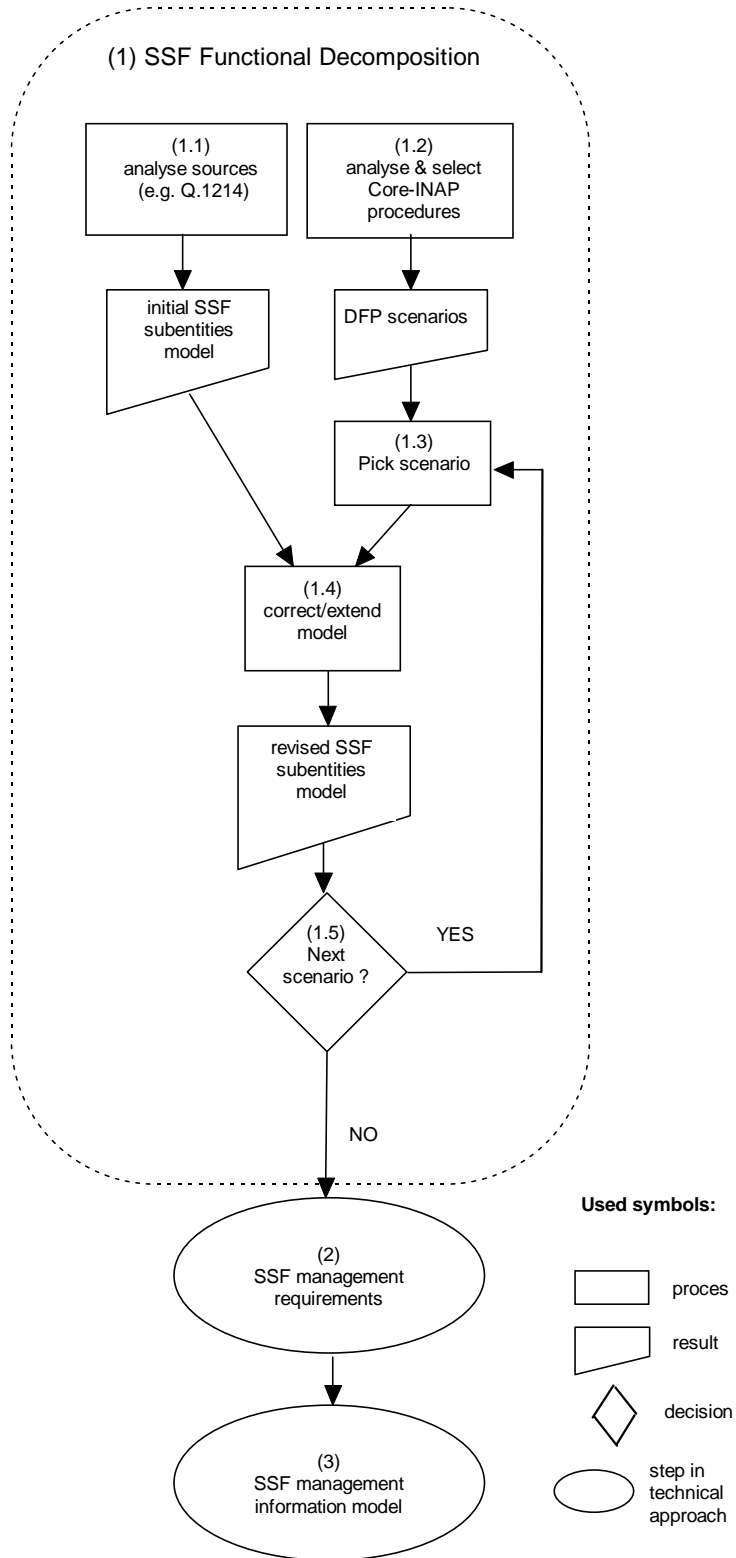 (1) SSF Functional Decomposition
(1.1)
analyse sources
(e.g. Q.1214)
(1.2)
analyse & select
Core-INAP
procedures
initial SSF
subentities
model
DFP scenarios
(1.3)
Pick scenario
(1.4)
correct/extend
model
revised SSF
subentities
model
(1.5)
Next
scenario ?
YES
NO
(2)
SSF management
requirements
(3)
SSF management
information model
Used symbols:
proces
result
decision
step in
technical
approach